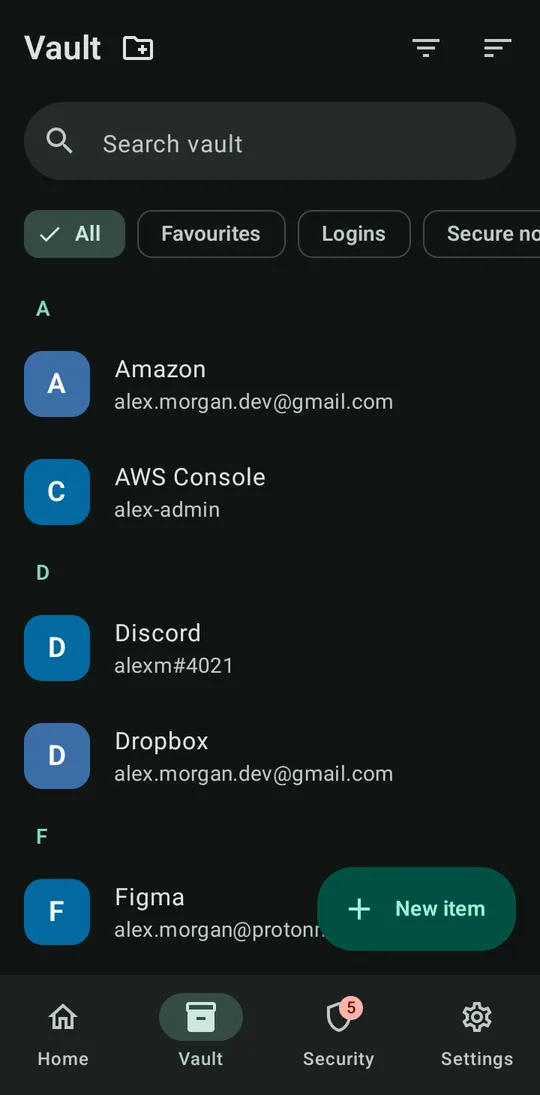 Vault
Search vault
All
Favourites
Logins
Secure no
A
A
Amazon
alex.morgan.dev@gmail.com
C
AWS Console
alex-admin
D
D
Discord
alexm#4021
D
Dropbox
alex.morgan.dev@gmail.com
F
F
Figma
alex.morgan@proton
New item
5
Home
Vault
Security
Settings